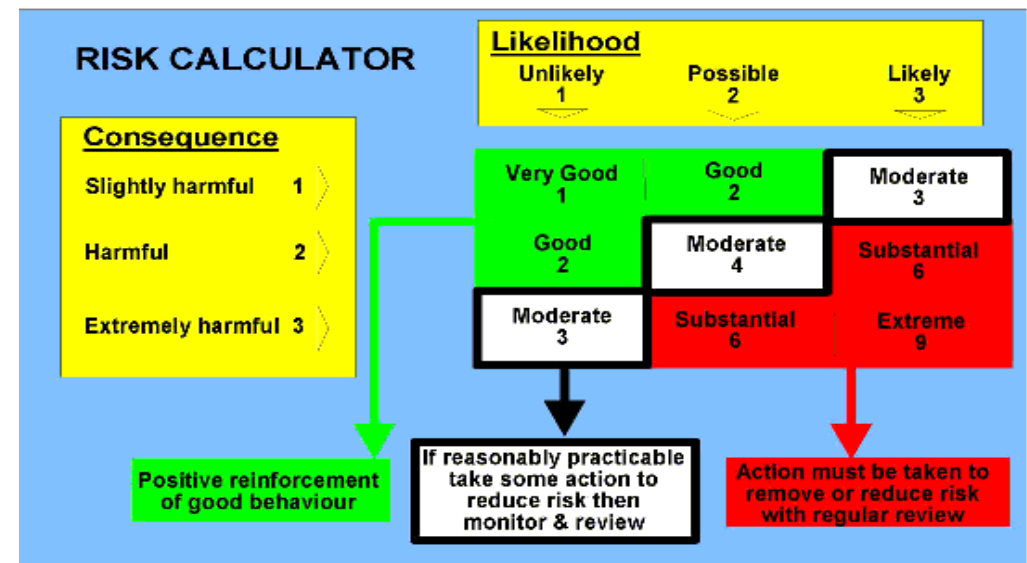 RISK CALCULATOR
Likelihood
Unlikely Possible Likely
1 2 3
Consequence
Slightly harmful 1
Harmful 2
Extremely harmful 3
Very Good Good Moderate
1 2 3
Good Moderate Substantial
2 4 6
Moderate Substantial Extreme
3 6 9
Positive reinforcement
of good behaviour
If reasonably practicable
take some action to
reduce risk then
monitor & review
Action must be taken to
remove or reduce risk
with regular review